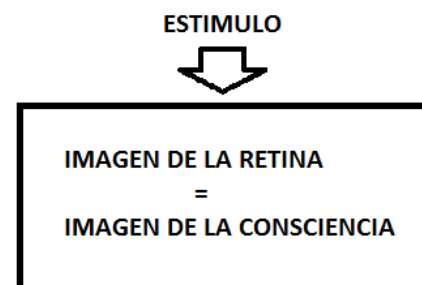 ESTIMULO
IMAGEN DE LA RETINA
=
IMAGEN DE LA CONSCIENCIA